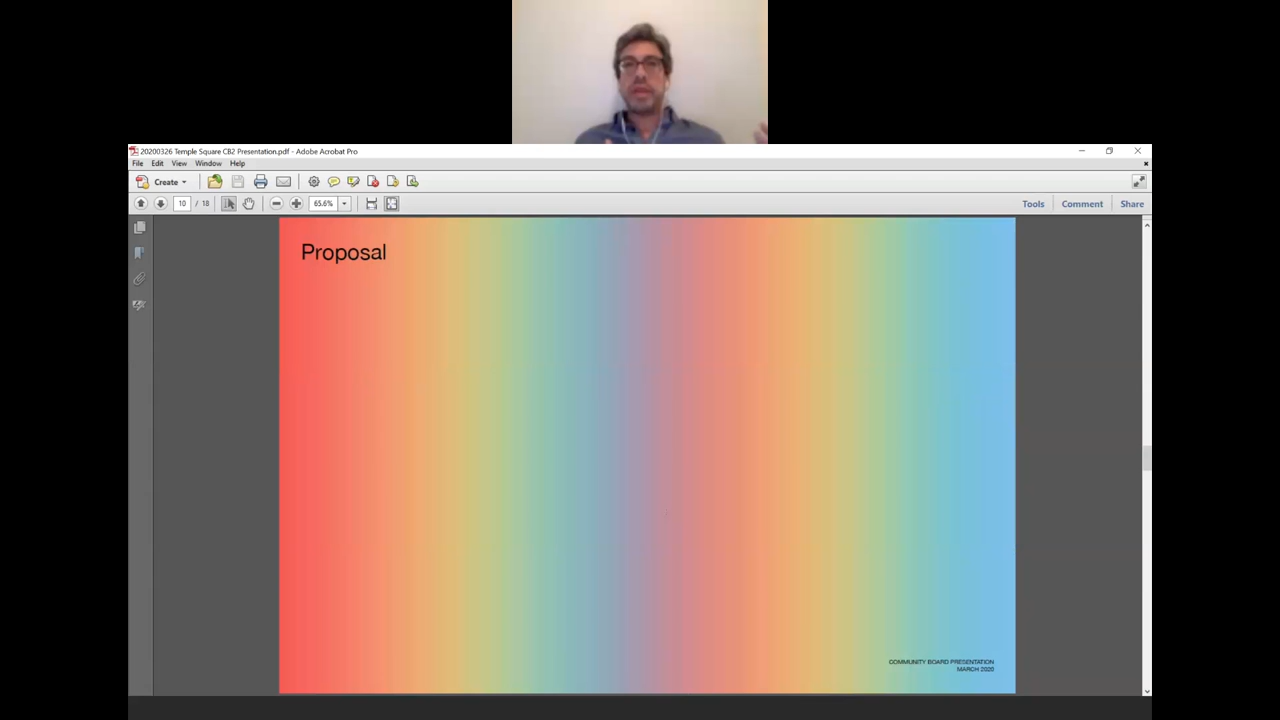 20200326 Temple Square CB2 Presentation.pdf - Adobe Acrobat Pro
File Edit View Window Help
Create
10 / 18 65.6% Tools Comment Share
Proposal
COMMUNITY BOARD PRESENTATION
MARCH 2020